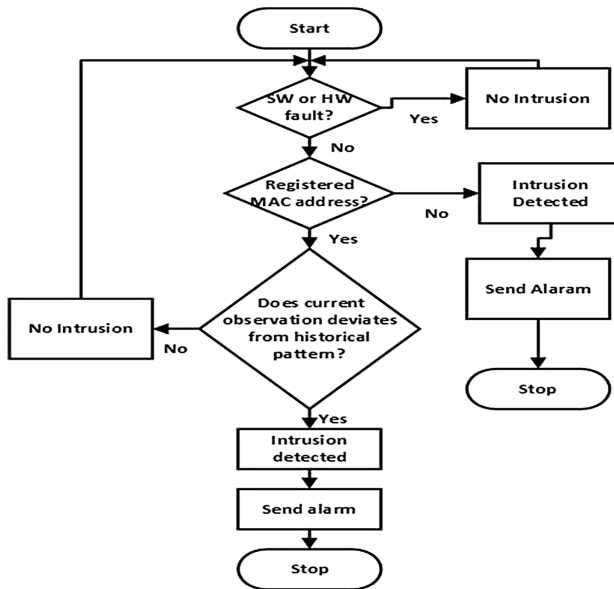 Start
SW or HW
fault?
Yes
No Intrusion
No
Registered
MAC address?
No
Intrusion
Detected
Yes
Send Alaram
Does current
observation deviates
from historical
pattern?
No Intrusion
No
Stop
Yes
Intrusion
detected
Send alarm
Stop